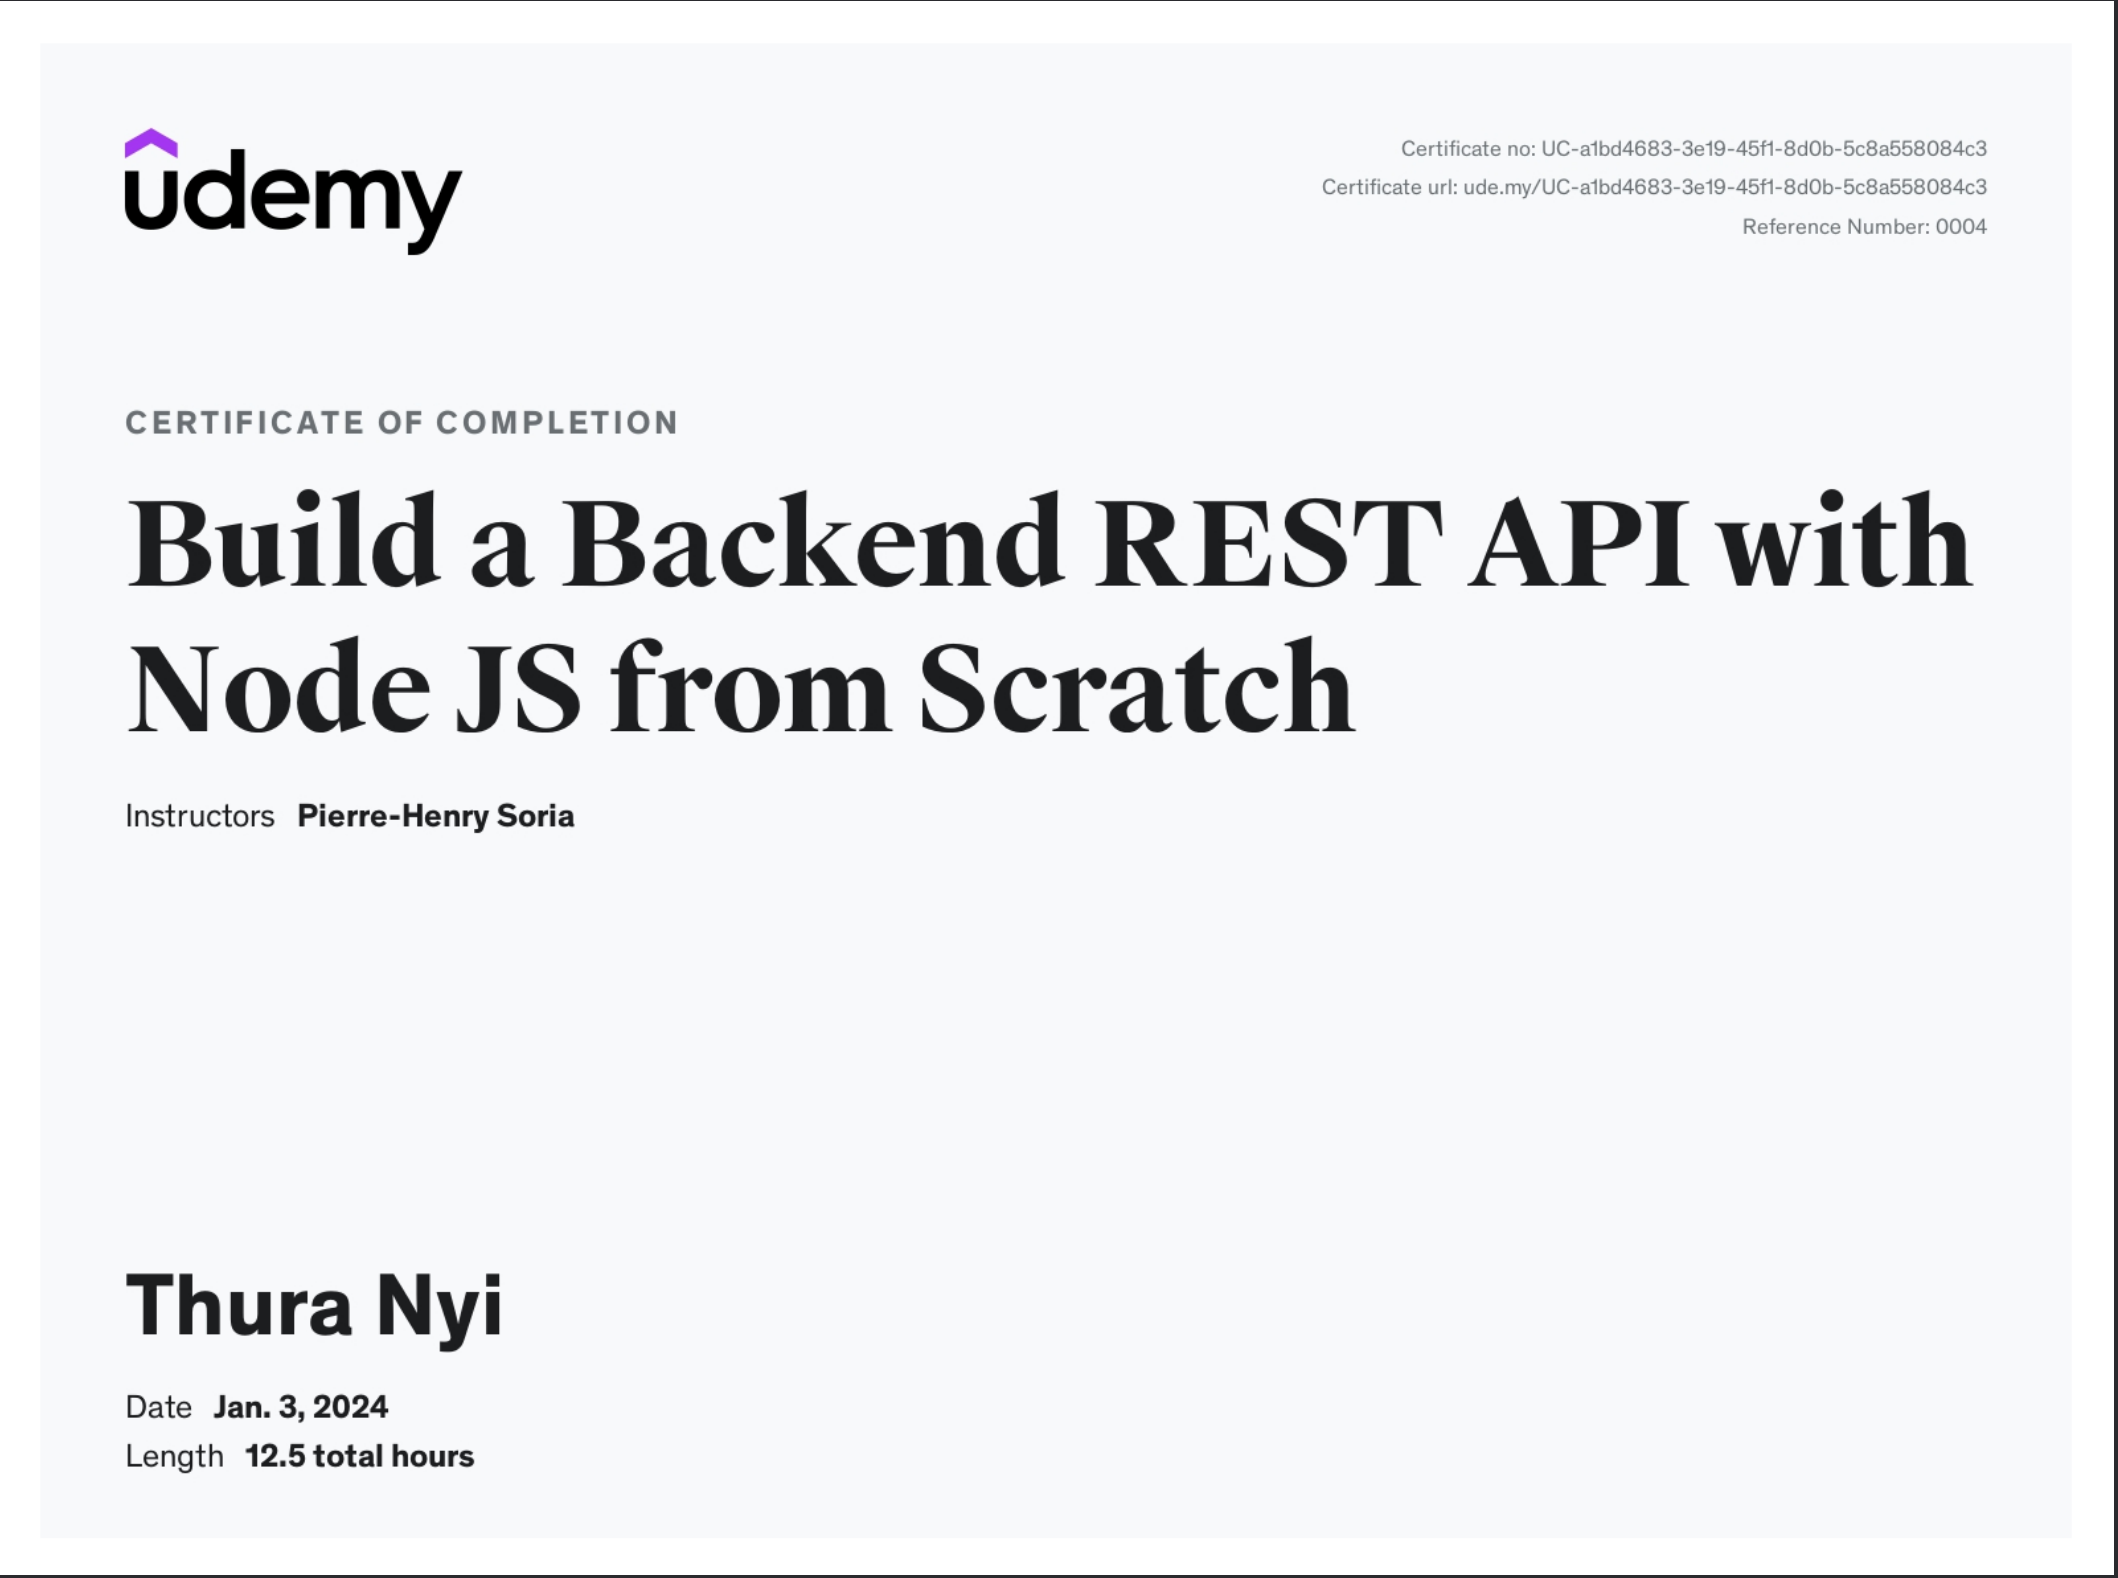 udemy
Certificate no: UC-a1bd4683-3e19-45f1-8d0b-5c8a558084c3
Certificate url: ude.my/UC-a1bd4683-3e19-45f1-8d0b-5c8a558084c3
Reference Number: 0004
CERTIFICATE OF COMPLETION
Build a Backend REST API with
Node JS from Scratch
Instructors Pierre-Henry Soria
Thura Nyi
Date Jan. 3, 2024
Length 12.5 total hours